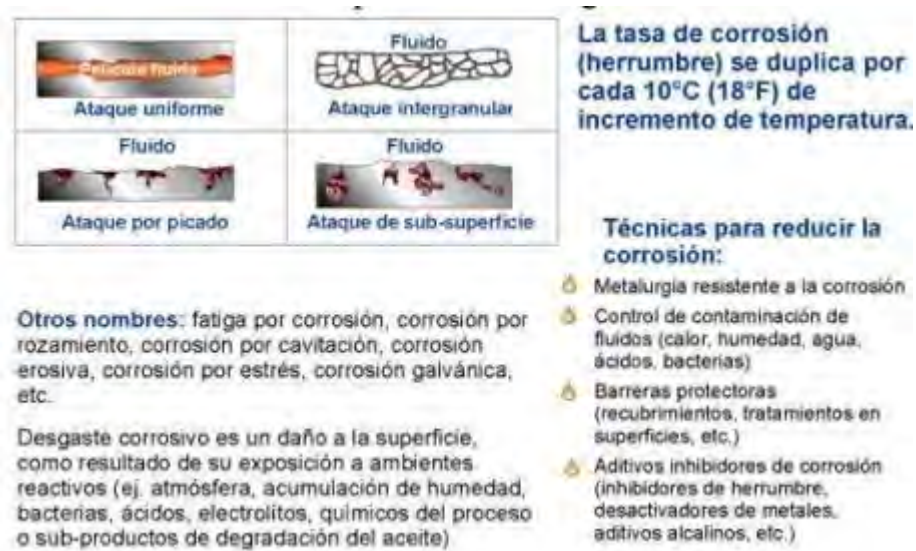 Película fluida
Ataque uniforme
Fluido
Ataque intergranular
Fluido
Ataque por picado
Fluido
Ataque de sub-superficie
La tasa de corrosión
(herrumbre) se duplica por
cada 10°C (18°F) de
incremento de temperatura.
Otros nombres: fatiga por corrosión, corrosión por
rozamiento, corrosión por cavitación, corrosión
erosiva, corrosión por estrés, corrosión galvánica,
etc.
Desgaste corrosivo es un daño a la superficie,
como resultado de su exposición a ambientes
reactivos (ej. atmósfera, acumulación de humedad,
bacterias, ácidos, electrolitos, químicos del proceso
o sub-productos de degradación del aceite)
Técnicas para reducir la
corrosión:
Metalurgia resistente a la corrosión
Control de contaminación de
fluidos (calor, humedad, agua,
ácidos, bacterias)
Barreras protectoras
(recubrimientos, tratamientos en
superficies, etc.)
Aditivos inhibidores de corrosión
(inhibidores de herrumbre,
desactivadores de metales,
aditivos alcalinos, etc.)